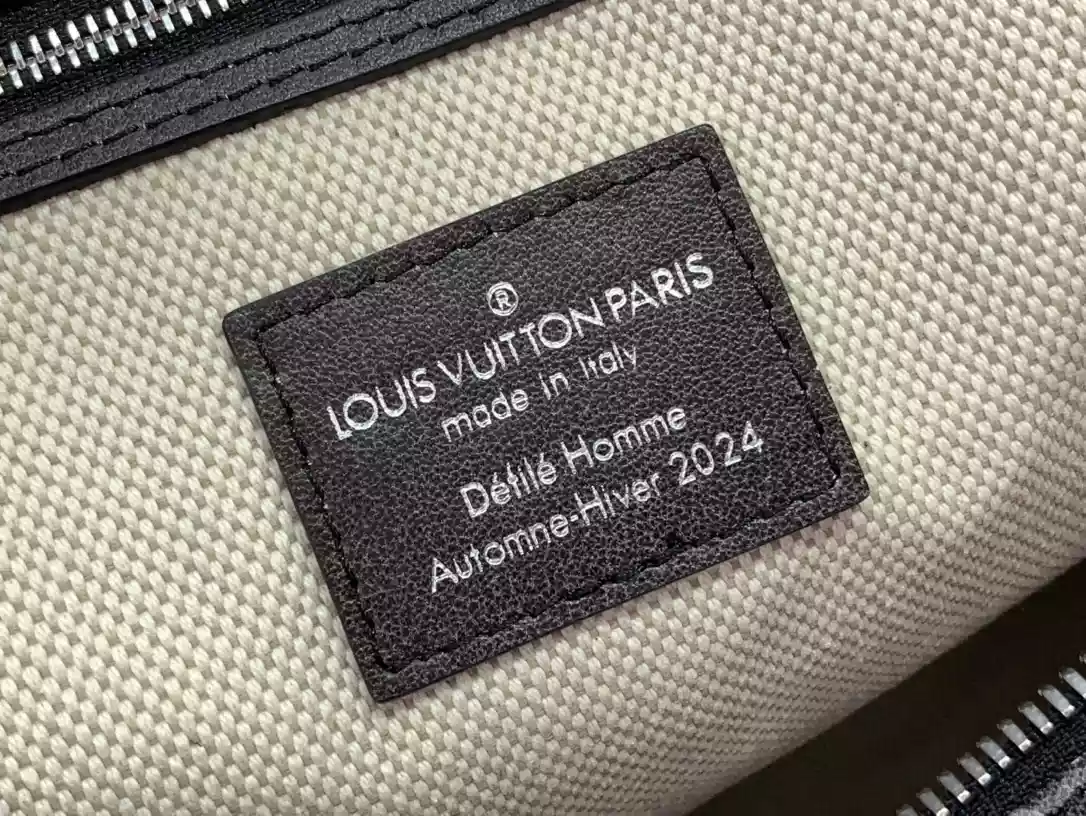 ®
LOUIS VUITTON PARIS
made in italy
Défilé Homme
Automne-Hiver 2024